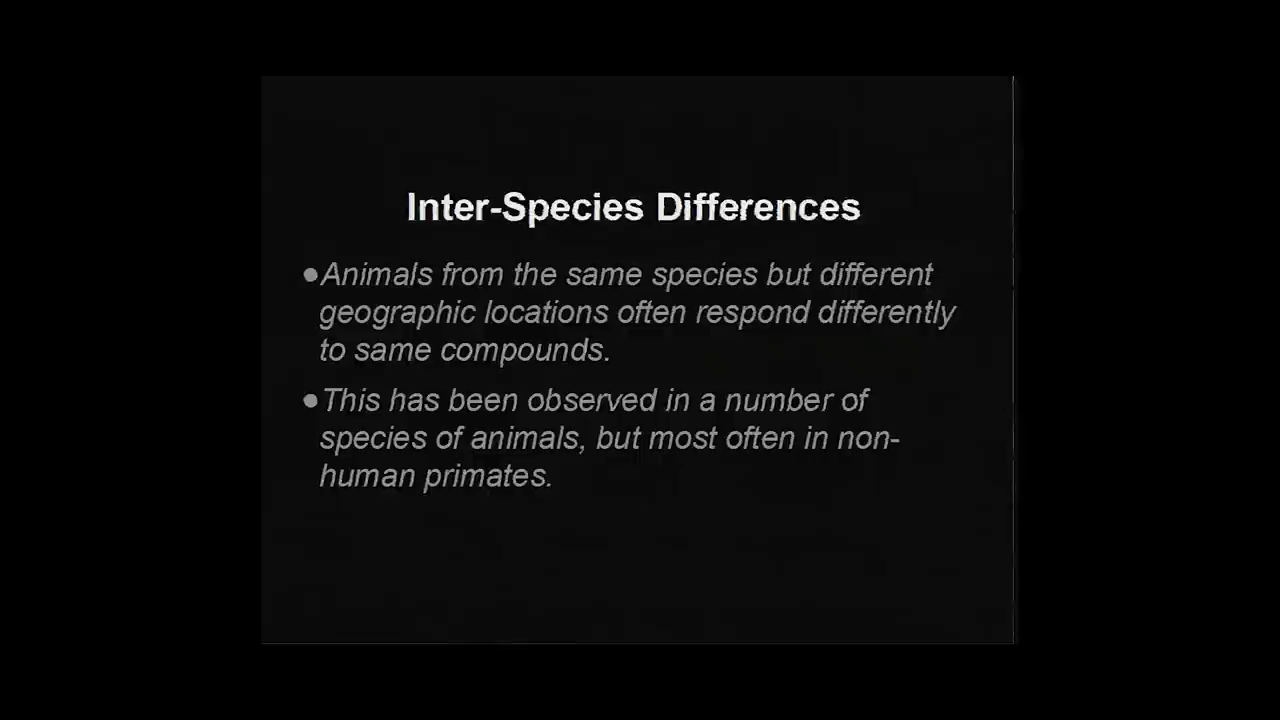 Inter-Species Differences
●Animals from the same species but different
geographic locations often respond differently
to same compounds.
●This has been observed in a number of
species of animals, but most often in non-
human primates.